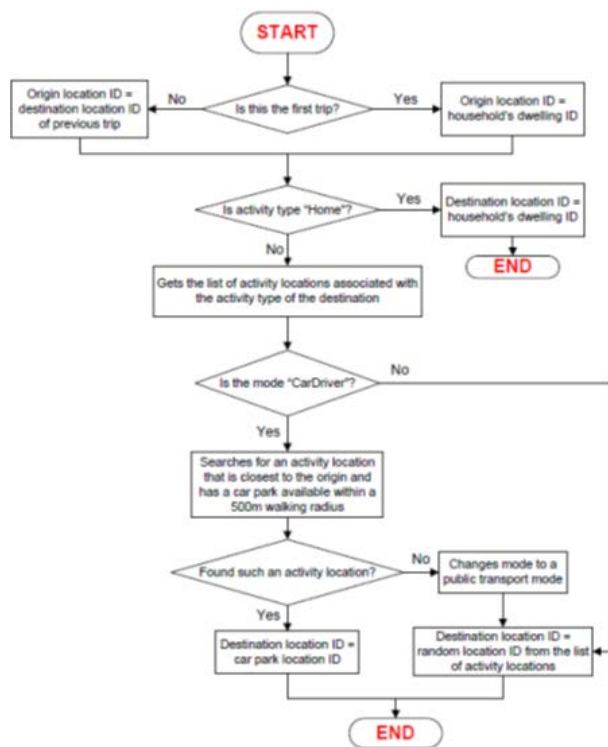 START
Is this the first trip?
No
Yes
Origin location ID =
destination location ID
of previous trip
Origin location ID =
household's dwelling ID
Is activity type "Home"?
Yes
No
Destination location ID =
household's dwelling ID
END
Gets the list of activity locations associated with
the activity type of the destination
Is the mode "CarDriver"?
No
Yes
Searches for an activity location
that is closest to the origin and
has a car park available within a
500m walking radius
Found such an activity location?
No
Yes
Changes mode to a
public transport mode
Destination location ID =
car park location ID
Destination location ID =
random location ID from the list
of activity locations
END